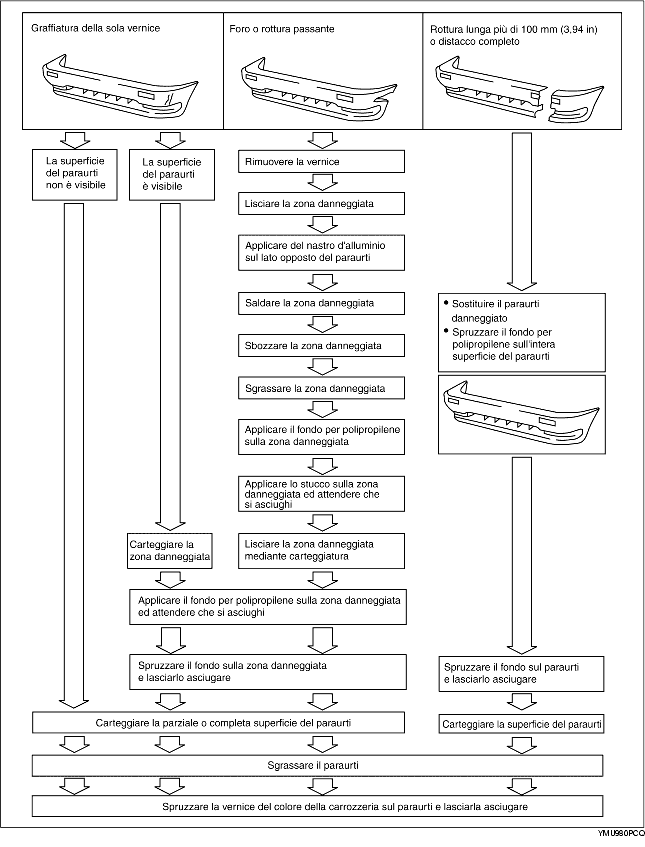 Graffiatura della sola vernice
Foro o rottura passante
Rottura lunga più di 100 mm (3,94 in)
o distacco completo
La superficie
del paraurti
non è visibile
La superficie
del paraurti
è visibile
Rimuovere la vernice
Lisciare la zona danneggiata
Applicare del nastro d'alluminio
sul lato opposto del paraurti
Saldare la zona danneggiata
Sbozzare la zona danneggiata
Sgrassare la zona danneggiata
Applicare il fondo per polipropilene
sulla zona danneggiata
Applicare lo stucco sulla zona
danneggiata ed attendere che
si asciughi
• Sostituire il paraurti
danneggiato
• Spruzzare il fondo per
polipropilene sull'intera
superficie del paraurti
Carteggiare la
zona danneggiata
Lisciare la zona danneggiata
mediante carteggiatura
Applicare il fondo per polipropilene sulla zona danneggiata
ed attendere che si asciughi
Spruzzare il fondo sulla zona danneggiata
e lasciarlo asciugare
Spruzzare il fondo sul paraurti
e lasciarlo asciugare
Carteggiare la parziale o completa superficie del paraurti
Carteggiare la superficie del paraurti
Sgrassare il paraurti
Spruzzare la vernice del colore della carrozzeria sul paraurti e lasciarla asciugare
YMU980PCQ